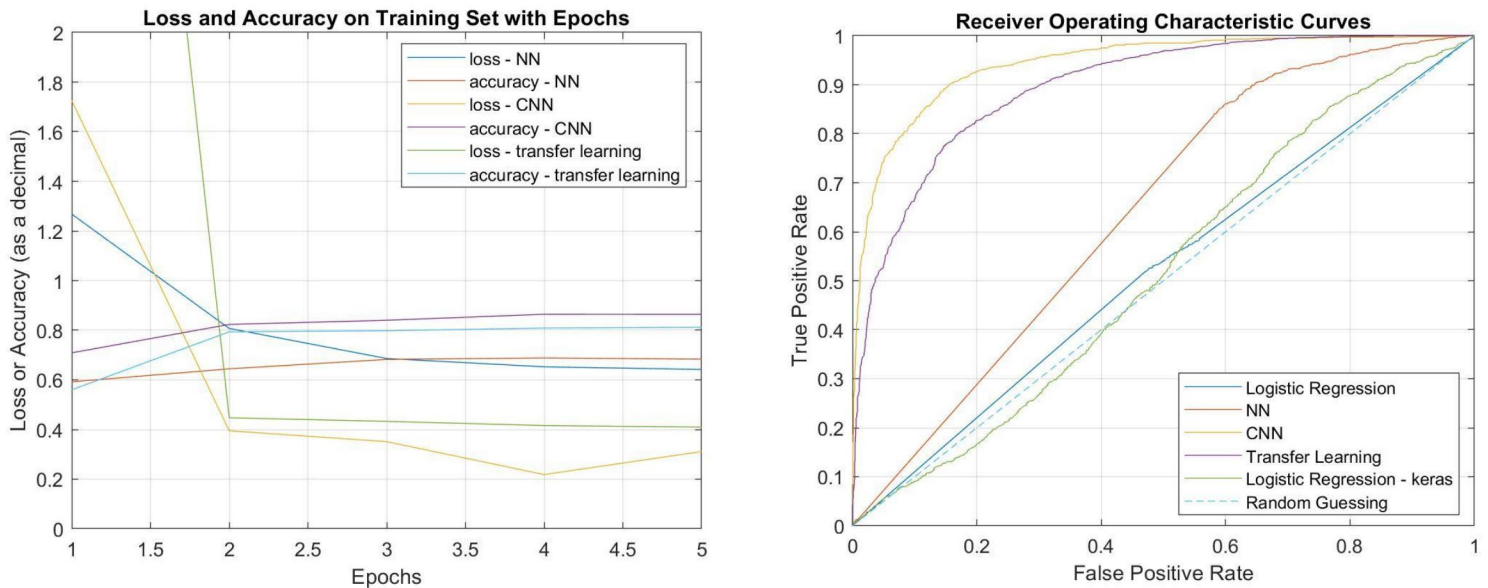 Loss and Accuracy on Training Set with Epochs
2
1.8
1.6
1.4
1.2
1
0.8
0.6
0.4
0.2
0
Loss or Accuracy (as a decimal)
loss - NN
accuracy - NN
loss - CNN
accuracy - CNN
loss - transfer learning
accuracy - transfer learning
1 1.5 2 2.5 3 3.5 4 4.5 5
Epochs
Receiver Operating Characteristic Curves
1
0.9
0.8
0.7
0.6
0.5
0.4
0.3
0.2
0.1
0
True Positive Rate
Logistic Regression
NN
CNN
Transfer Learning
Logistic Regression - keras
Random Guessing
0 0.2 0.4 0.6 0.8 1
False Positive Rate